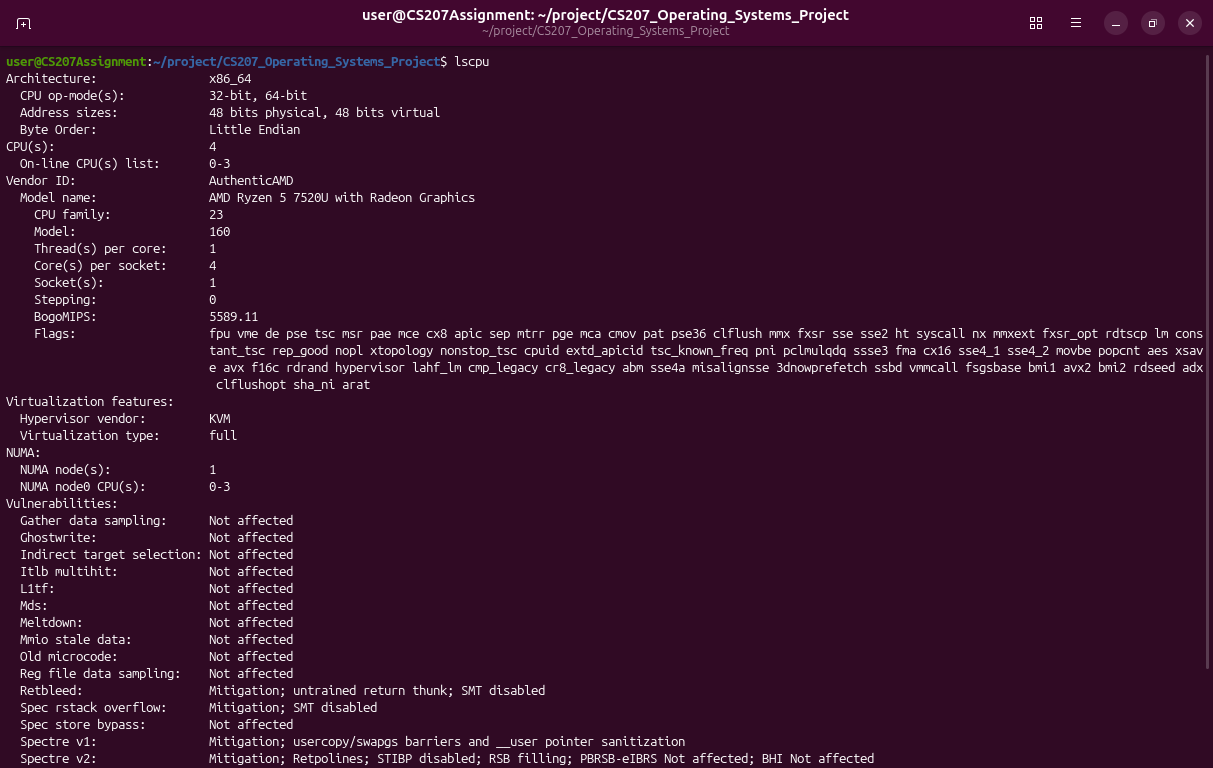 user@CS207Assignment: ~/project/CS207_Operating_Systems_Project
~/project/CS207_Operating_Systems_Project
user@CS207Assignment:~/project/CS207_Operating_Systems_Project$ lscpu
Architecture: x86_64
CPU op-mode(s): 32-bit, 64-bit
Address sizes: 48 bits physical, 48 bits virtual
Byte Order: Little Endian
CPU(s): 4
On-line CPU(s) list: 0-3
Vendor ID: AuthenticAMD
Model name: AMD Ryzen 5 7520U with Radeon Graphics
CPU family: 23
Model: 160
Thread(s) per core: 1
Core(s) per socket: 4
Socket(s): 1
Stepping: 0
BogoMIPS: 5589.11
Flags: fpu vme de pse tsc msr pae mce cx8 apic sep mtrr pge mca cmov pat pse36 clflush mmx fxsr sse sse2 ht syscall nx mmxext fxsr_opt rdtscp lm cons
tant_tsc rep_good nopl xtopology nonstop_tsc cpuid extd_apicid tsc_known_freq pni pclmulqdq ssse3 fma cx16 sse4_1 sse4_2 movbe popcnt aes xsav
e avx f16c rdrand hypervisor lahf_lm cmp_legacy cr8_legacy abm sse4a misalignsse 3dnowprefetch ssbd vmmcall fsgsbase bmi1 avx2 bmi2 rdseed adx
clflushopt sha_ni arat
Virtualization features:
Hypervisor vendor: KVM
Virtualization type: full
NUMA:
NUMA node(s): 1
NUMA node0 CPU(s): 0-3
Vulnerabilities:
Gather data sampling: Not affected
Ghostwrite: Not affected
Indirect target selection: Not affected
Itlb multihit: Not affected
L1tf: Not affected
Mds: Not affected
Meltdown: Not affected
Mmio stale data: Not affected
Old microcode: Not affected
Reg file data sampling: Not affected
Retbleed: Mitigation; untrained return thunk; SMT disabled
Spec rstack overflow: Mitigation; SMT disabled
Spec store bypass: Not affected
Spectre v1: Mitigation; usercopy/swapgs barriers and __user pointer sanitization
Spectre v2: Mitigation; Retpolines; STIBP disabled; RSB filling; PBRSB-eIBRS Not affected; BHI Not affected